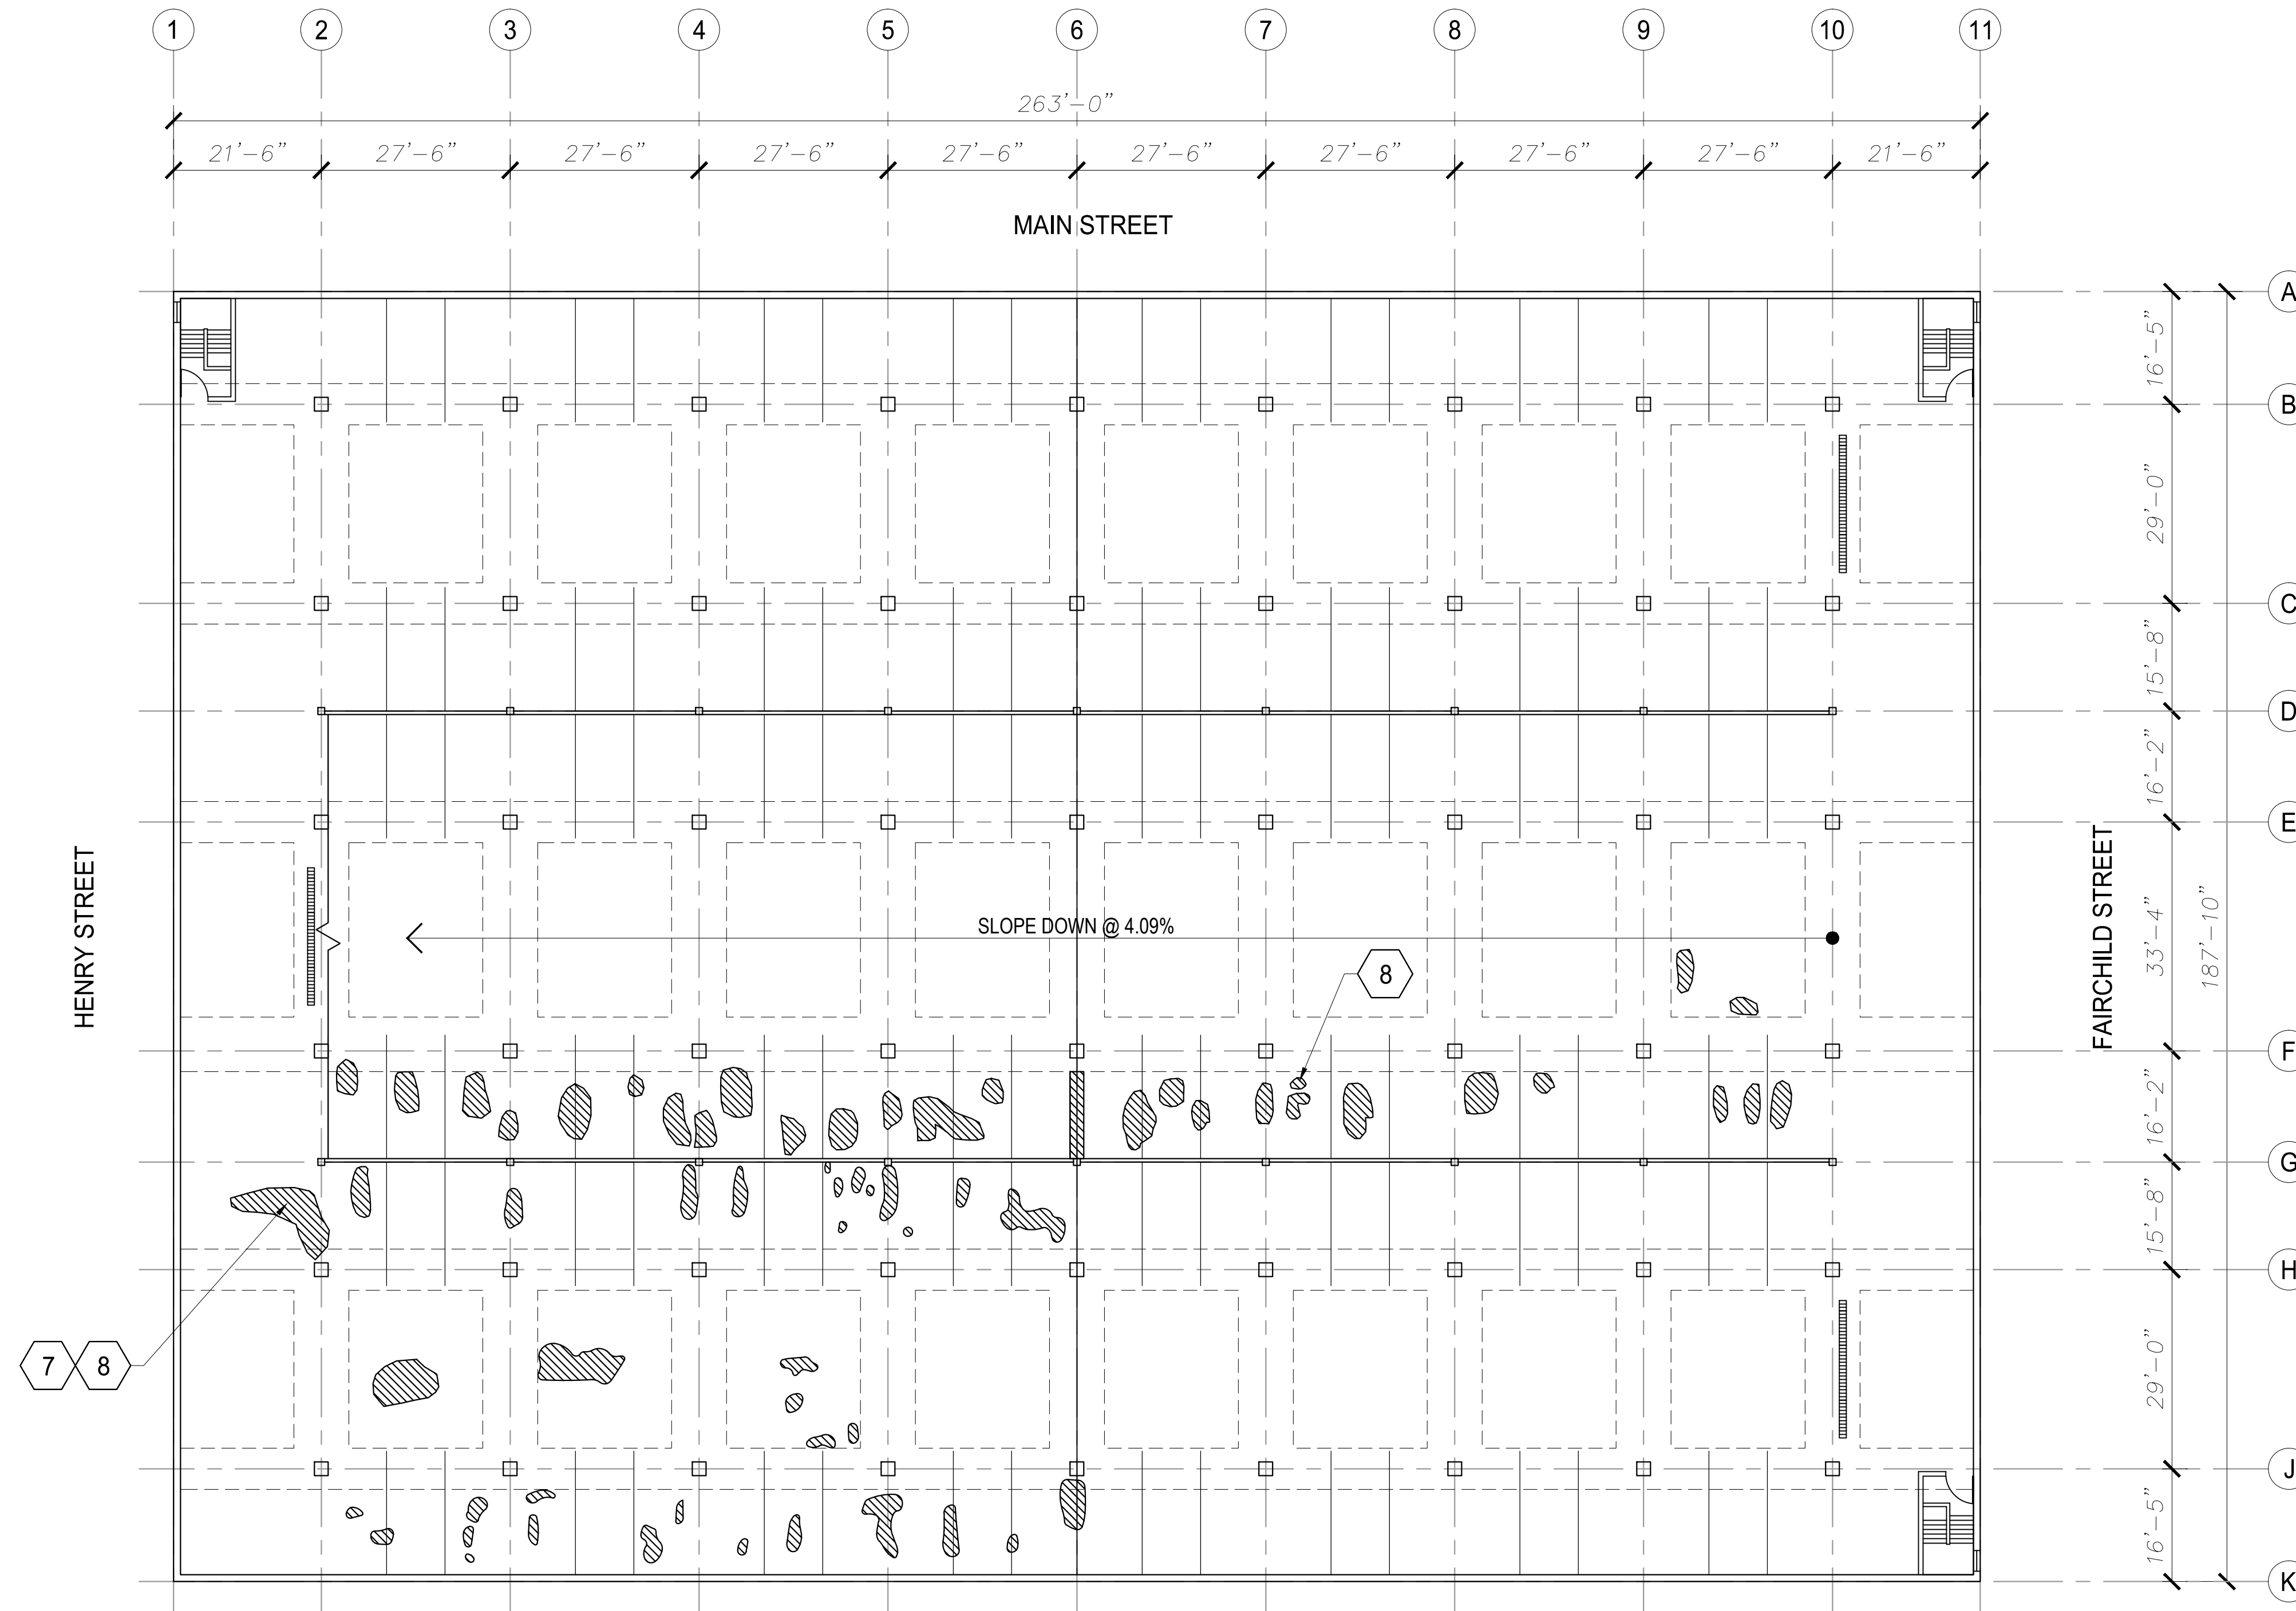 1 2 3 4 5 6 7 8 9 10 11
263'-0"
21'-6" 27'-6" 27'-6" 27'-6" 27'-6" 27'-6" 27'-6" 27'-6" 27'-6" 21'-6"
MAIN STREET
A
16'-5"
B
29'-0"
C
15'-8"
D
16'-2"
E
HENRY STREET
SLOPE DOWN @ 4.09%
8
FAIRCHILD STREET
33'-4"
187'-10"
F
16'-2"
G
15'-8"
H
7 8
29'-0"
J
16'-5"
K